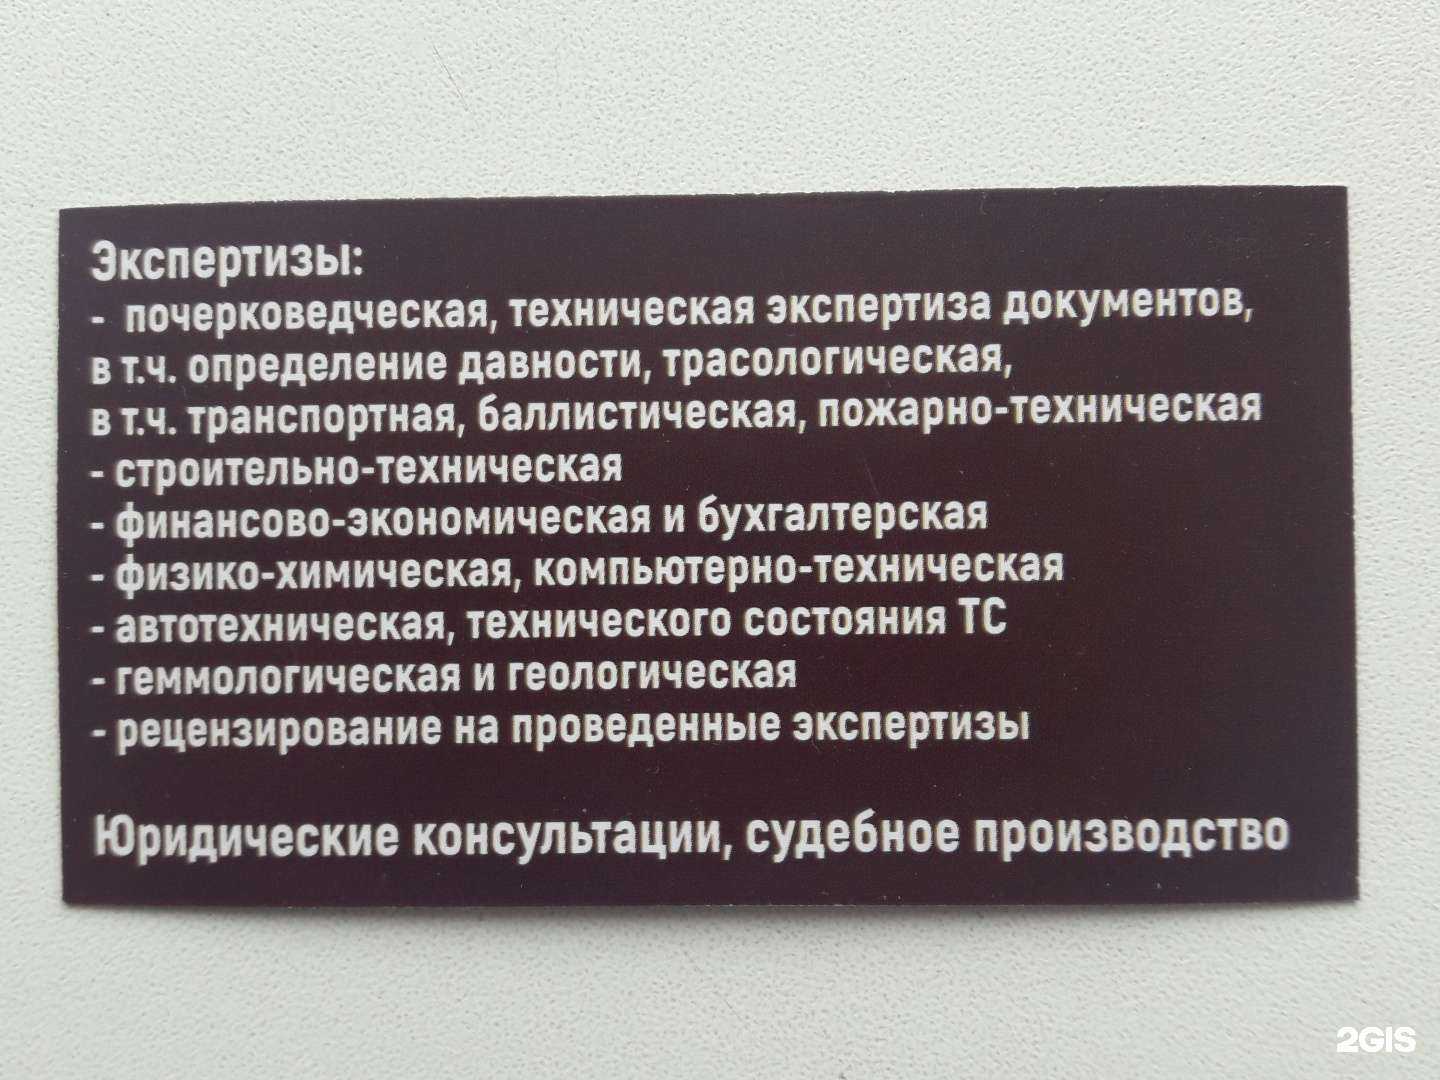 Экспертизы:
- почерковедческая, техническая экспертиза документов,
в т.ч. определение давности, трасологическая,
в т.ч. транспортная, баллистическая, пожарно-техническая
- строительно-техническая
- финансово-экономическая и бухгалтерская
- физико-химическая, компьютерно-техническая
- автотехническая, технического состояния ТС
- геммологическая и геологическая
- рецензирование на проведенные экспертизы
Юридические консультации, судебное производство
2GIS